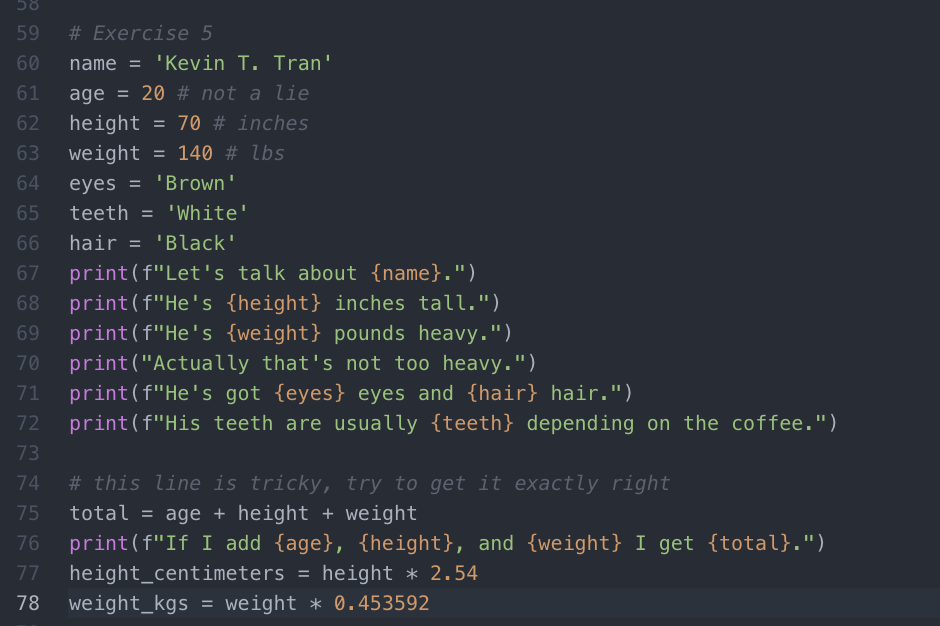 58
59 # Exercise 5
60 name = 'Kevin T. Tran'
61 age = 20 # not a lie
62 height = 70 # inches
63 weight = 140 # lbs
64 eyes = 'Brown'
65 teeth = 'White'
66 hair = 'Black'
67 print(f"Let's talk about {name}.")
68 print(f"He's {height} inches tall.")
69 print(f"He's {weight} pounds heavy.")
70 print("Actually that's not too heavy.")
71 print(f"He's got {eyes} eyes and {hair} hair.")
72 print(f"His teeth are usually {teeth} depending on the coffee.")
73
74 # this line is tricky, try to get it exactly right
75 total = age + height + weight
76 print(f"If I add {age}, {height}, and {weight} I get {total}.")
77 height_centimeters = height * 2.54
78 weight_kgs = weight * 0.453592